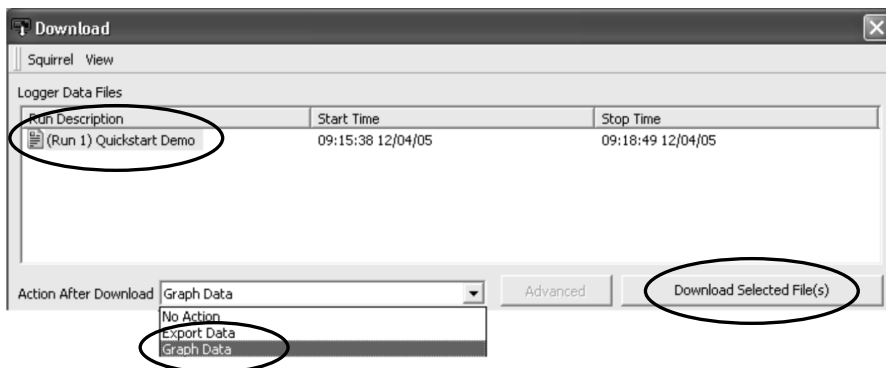 Download
Squirrel View
Logger Data Files
Run Description Start Time Stop Time
(Run 1) Quickstart Demo 09:15:38 12/04/05 09:18:49 12/04/05
Action After Download Graph Data Advanced Download Selected File(s)
No Action
Export Data
Graph Data